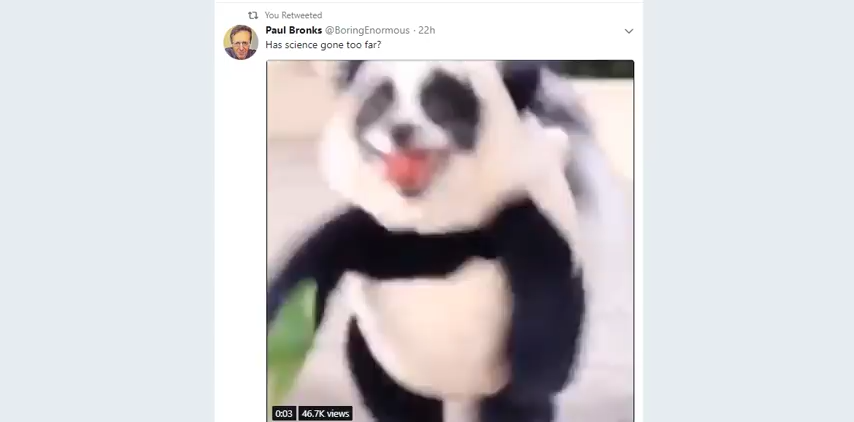 You Retweeted
Paul Bronks @BoringEnormous · 22h
Has science gone too far?
0:03 46.7K views